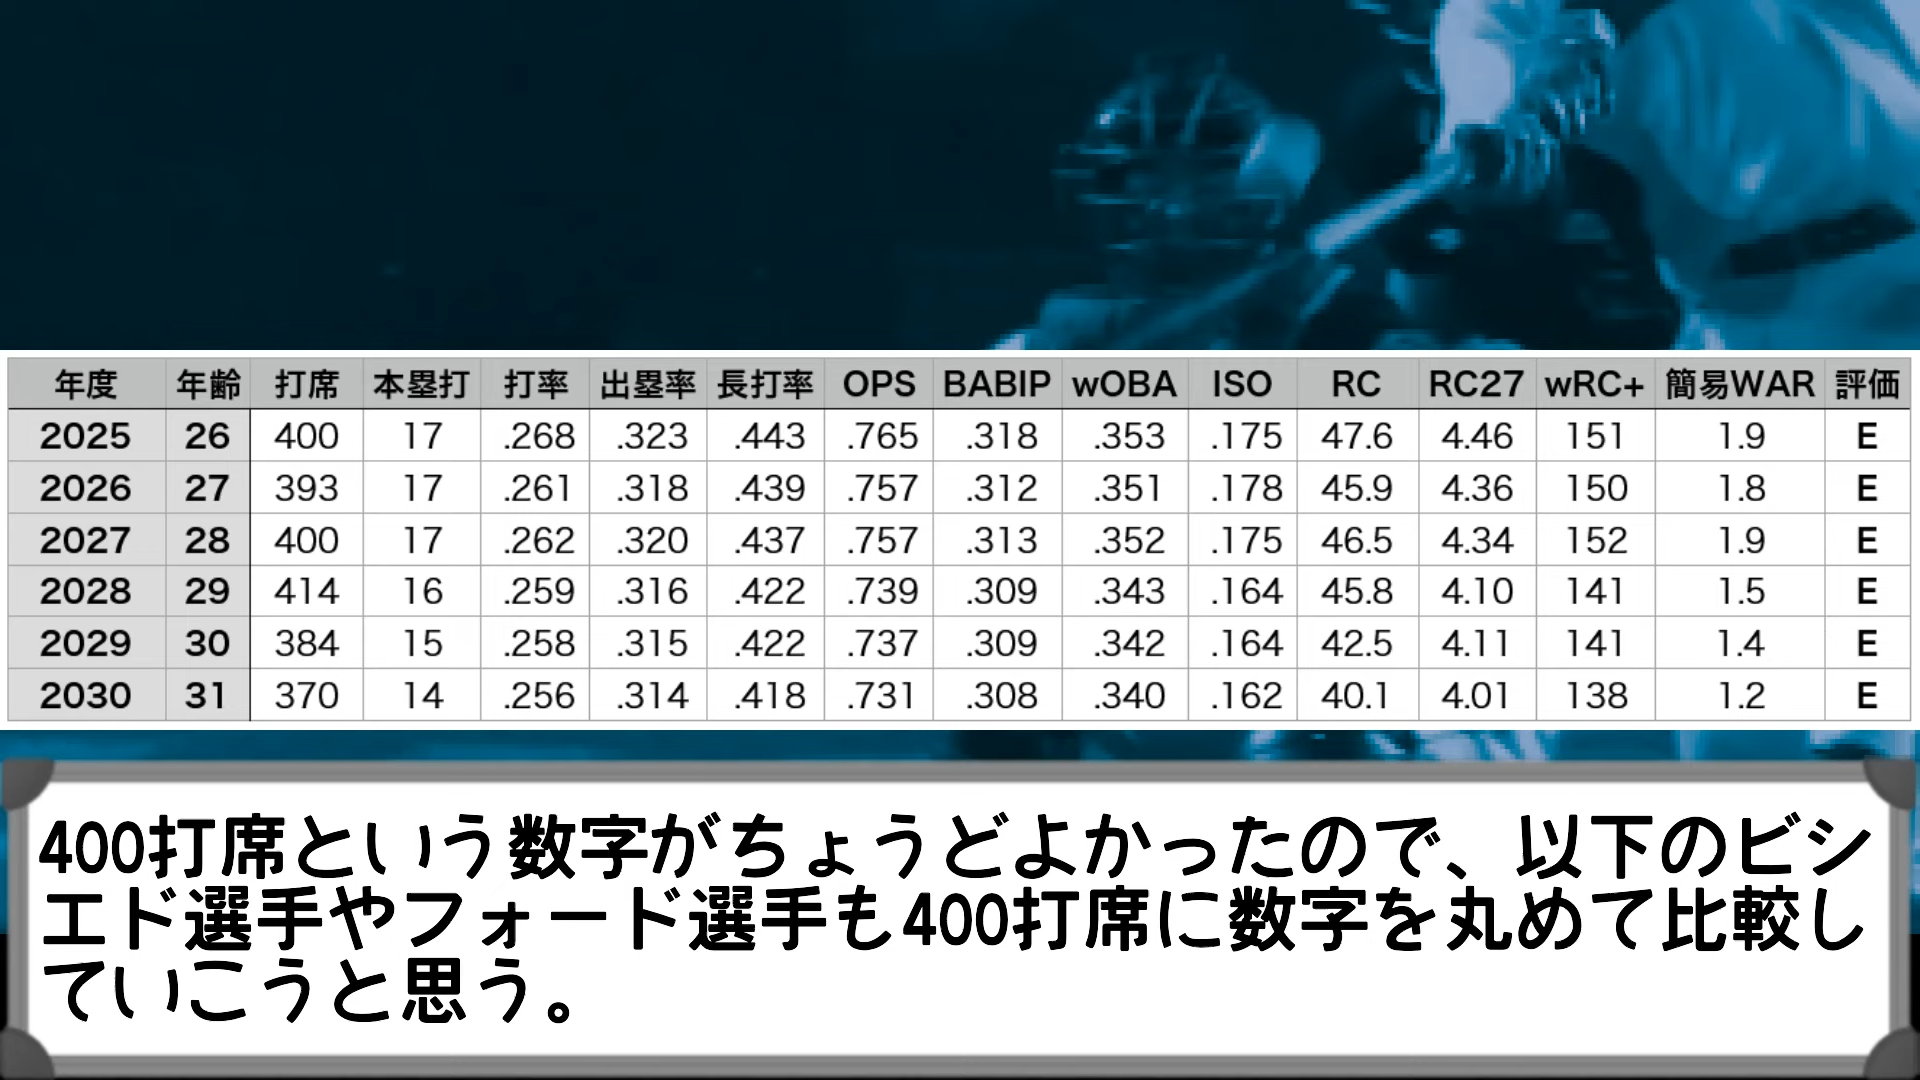 年度 年齢 打席 本塁打 打率 出塁率 長打率 OPS BABIP wOBA ISO RC RC27 wRC+ 簡易WAR 評価
2025 26 400 17 .268 .323 .443 .765 .318 .353 .175 47.6 4.46 151 1.9 E
2026 27 393 17 .261 .318 .439 .757 .312 .351 .178 45.9 4.36 150 1.8 E
2027 28 400 17 .262 .320 .437 .757 .313 .352 .175 46.5 4.34 152 1.9 E
2028 29 414 16 .259 .316 .422 .739 .309 .343 .164 45.8 4.10 141 1.5 E
2029 30 384 15 .258 .315 .422 .737 .309 .342 .164 42.5 4.11 141 1.4 E
2030 31 370 14 .256 .314 .418 .731 .308 .340 .162 40.1 4.01 138 1.2 E
400打席という数字がちょうどよかったので、以下のビシ
エド選手やフォード選手も400打席に数字を丸めて比較し
ていこうと思う。